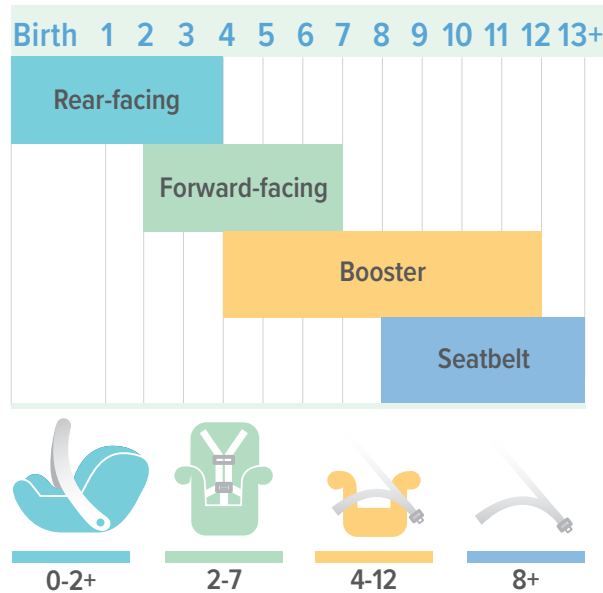 Birth 1 2 3 4 5 6 7 8 9 10 11 12 13+
Rear-facing
Forward-facing
Booster
Seatbelt
0-2+ 2-7 4-12 8+